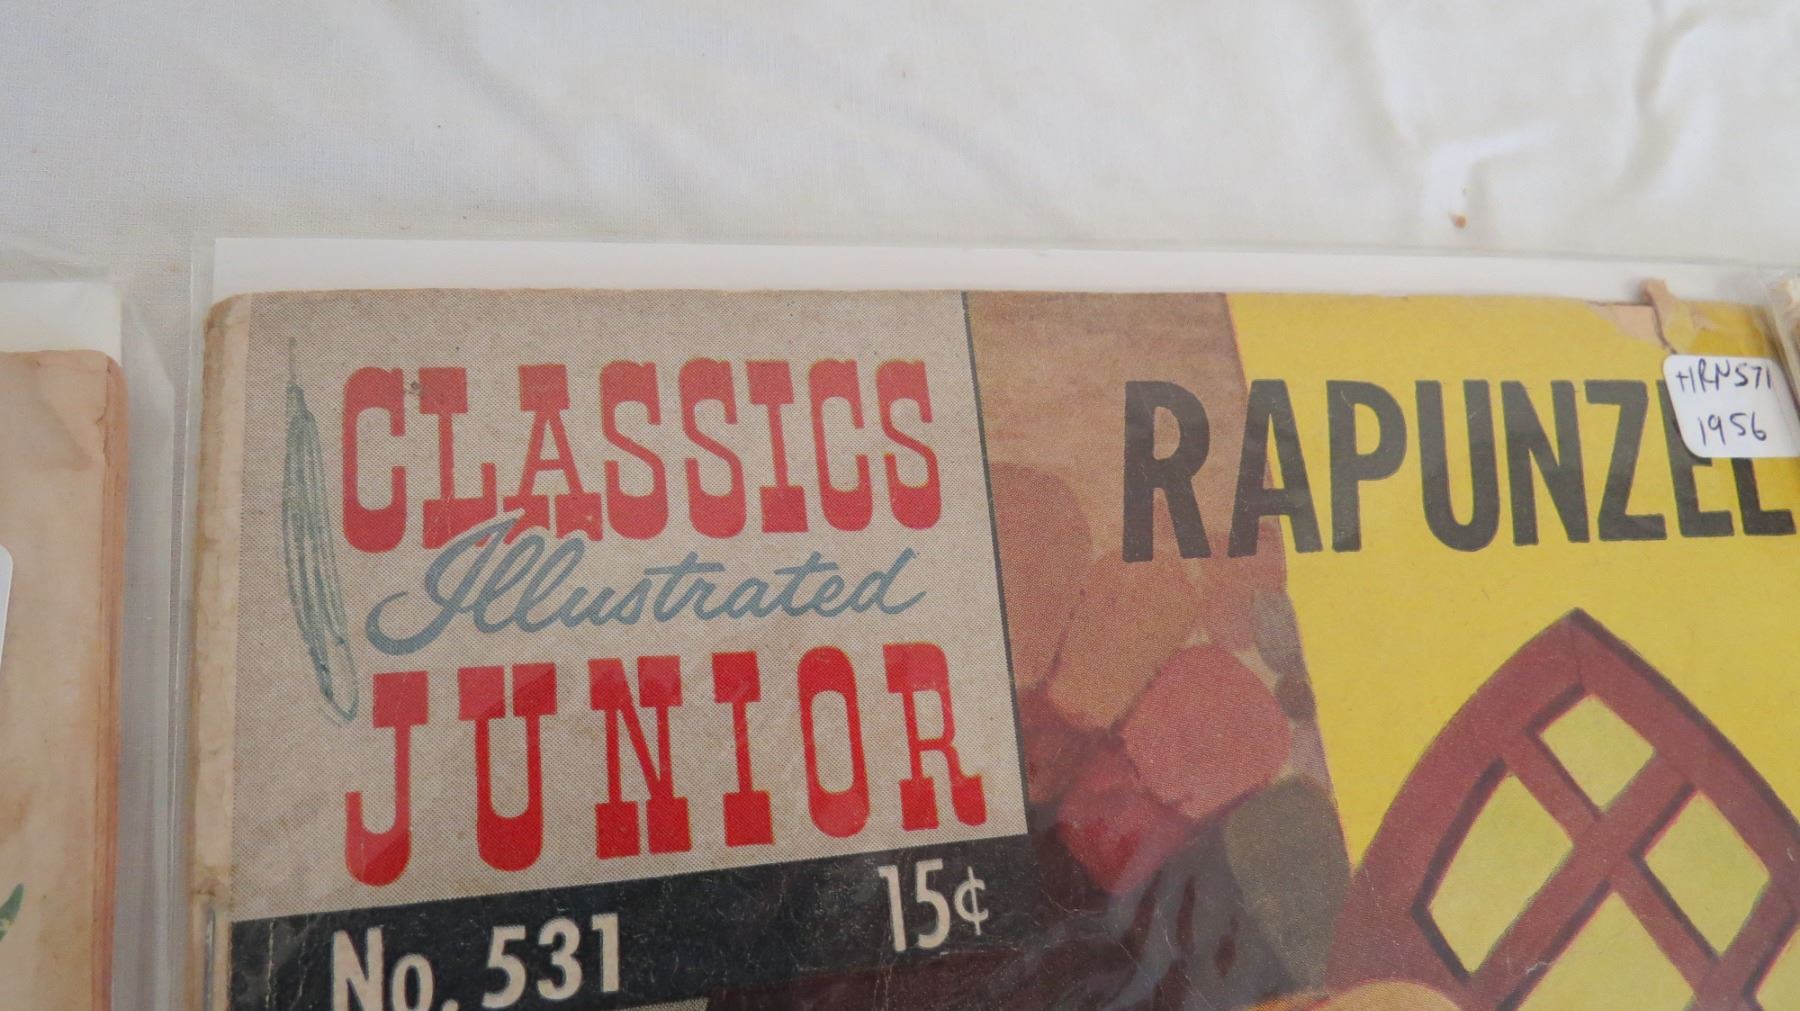 CLASSICS
Illustrated
JUNIOR
No. 531 15¢
RAPUNZEL
HRN571
1956